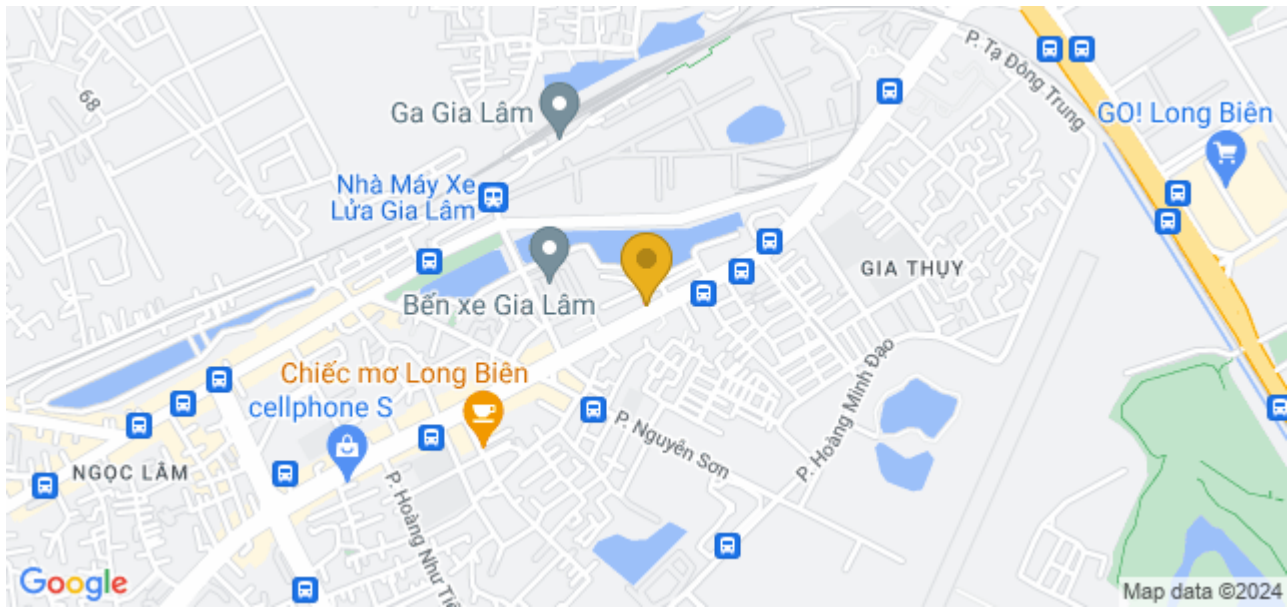 P. Tạ Đông Trung
68
Ga Gia Lâm
GO! Long Biên
Nhà Máy Xe
Lửa Gia Lâm
GIA THỤY
Bến xe Gia Lâm
Chiếc mơ Long Biên
cellphone S
P. Hoàng Minh Đạo
P. Nguyễn Sơn
NGỌC LÂM
P. Hoàng Như Tiế
Google
Map data ©2024